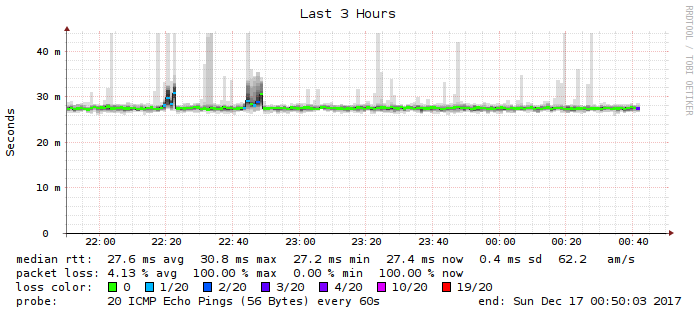 Last 3 Hours
RRDTOOL / TOBI OETIKER
Seconds
40 m
30 m
20 m
10 m
0
22:00 22:20 22:40 23:00 23:20 23:40 00:00 00:20 00:40
median rtt: 27.6 ms avg 30.8 ms max 27.2 ms min 27.4 ms now 0.4 ms sd 62.2 am/s
packet loss: 4.13 % avg 100.00 % max 0.00 % min 100.00 % now
loss color: 0 1/20 2/20 3/20 4/20 10/20 19/20
probe: 20 ICMP Echo Pings (56 Bytes) every 60s end: Sun Dec 17 00:50:03 2017